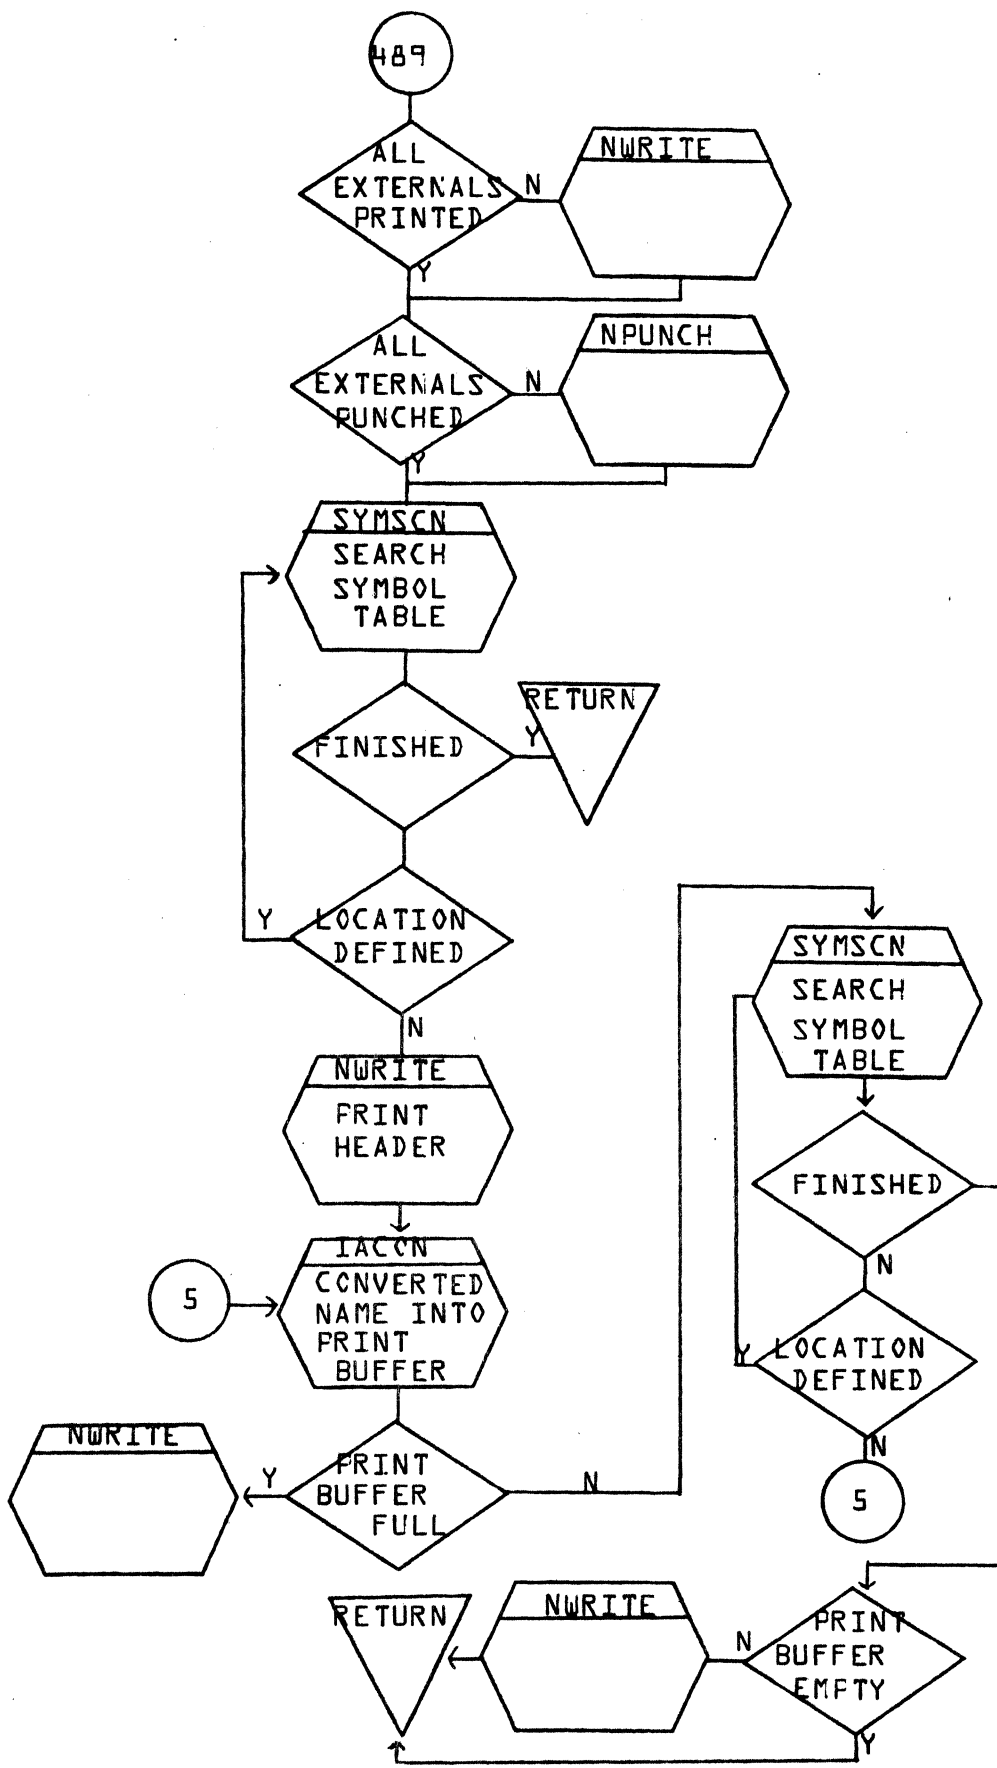 489
ALL
EXTERNALS
PRINTED
N
NWRITE
Y
ALL
EXTERNALS
PUNCHED
N
NPUNCH
Y
SYMSCN
SEARCH
SYMBOL
TABLE
FINISHED
Y
RETURN
LOCATION
DEFINED
Y
N
NWRITE
PRINT
HEADER
5
IACCN
CONVERTED
NAME INTO
PRINT
BUFFER
PRINT
BUFFER
FULL
Y
NWRITE
N
SYMSCN
SEARCH
SYMBOL
TABLE
FINISHED
N
LOCATION
DEFINED
Y
N
5
PRINT
BUFFER
EMPTY
N
NWRITE
RETURN
Y